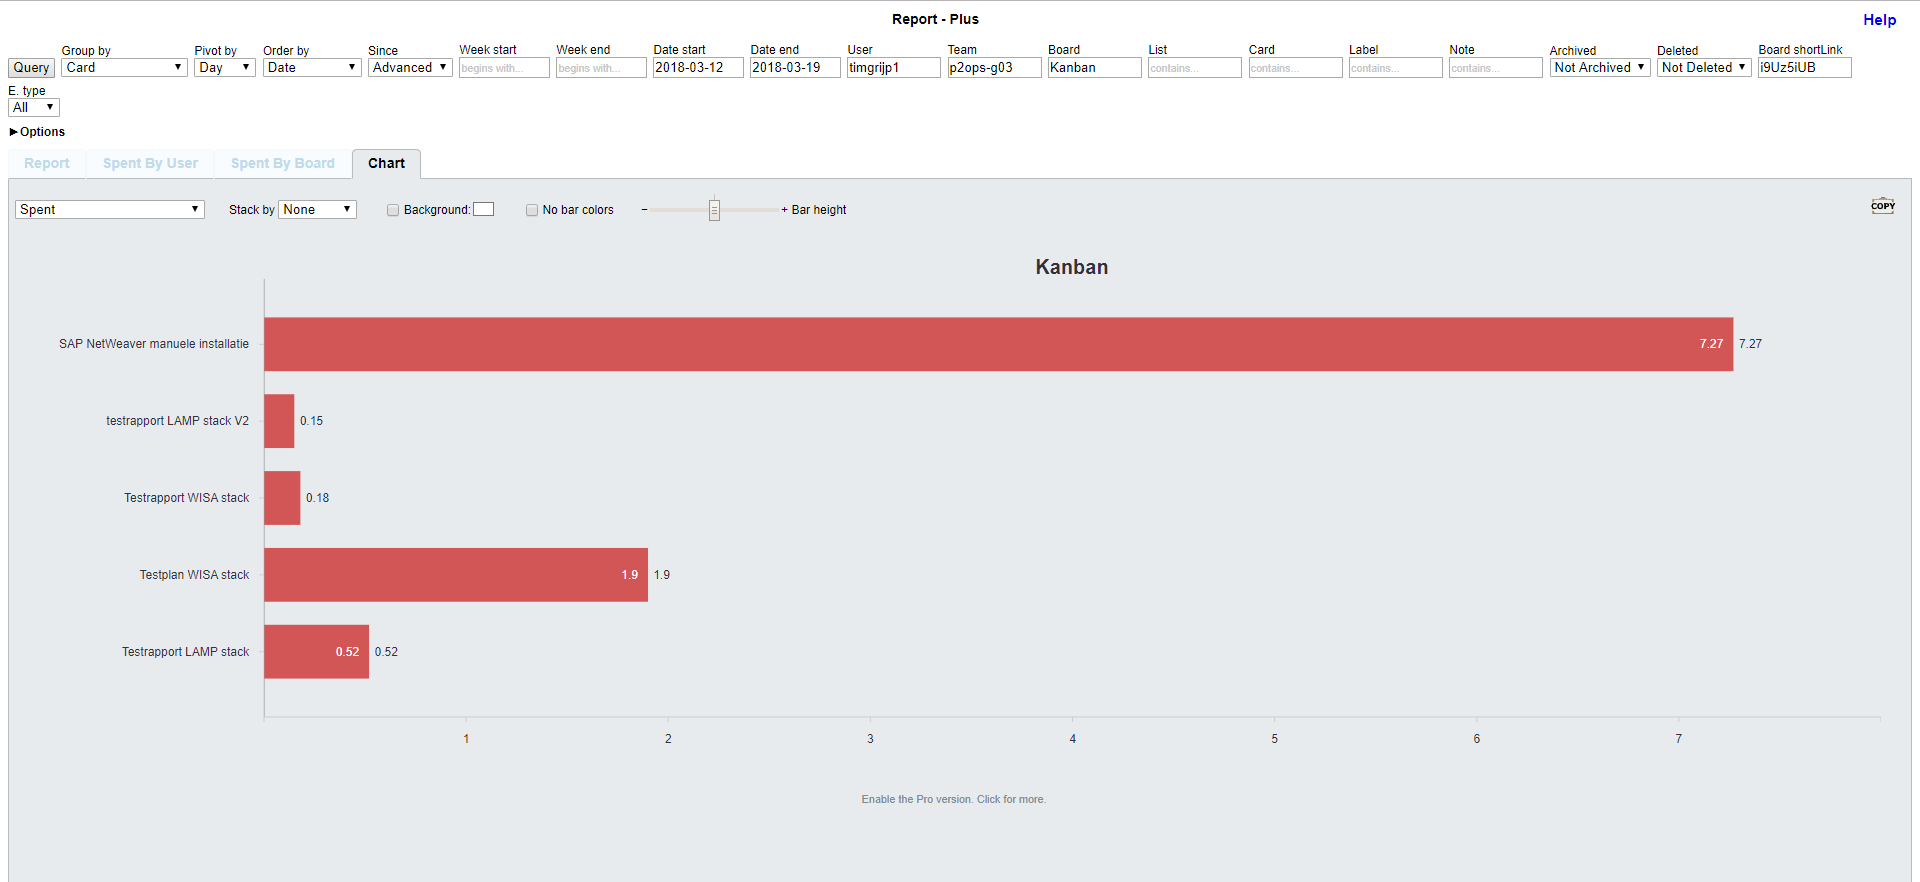 Report - Plus
Help
Query
Group by
Card
Pivot by
Day
Order by
Date
Since
Advanced
Week start
begins with...
Week end
begins with...
Date start
2018-03-12
Date end
2018-03-19
User
timgrijp1
Team
p2ops-g03
Board
Kanban
List
contains...
Card
contains...
Label
contains...
Note
contains...
Archived
Not Archived
Deleted
Not Deleted
Board shortLink
i9Uz5iUB
E. type
All
Options
Report
Spent By User
Spent By Board
Chart
Spent
Stack by None
Background:
No bar colors
− + Bar height
COPY
Kanban
SAP NetWeaver manuele installatie 7.27 7.27
testrapport LAMP stack V2 0.15
Testrapport WISA stack 0.18
Testplan WISA stack 1.9 1.9
Testrapport LAMP stack 0.52 0.52
1 2 3 4 5 6 7
Enable the Pro version. Click for more.